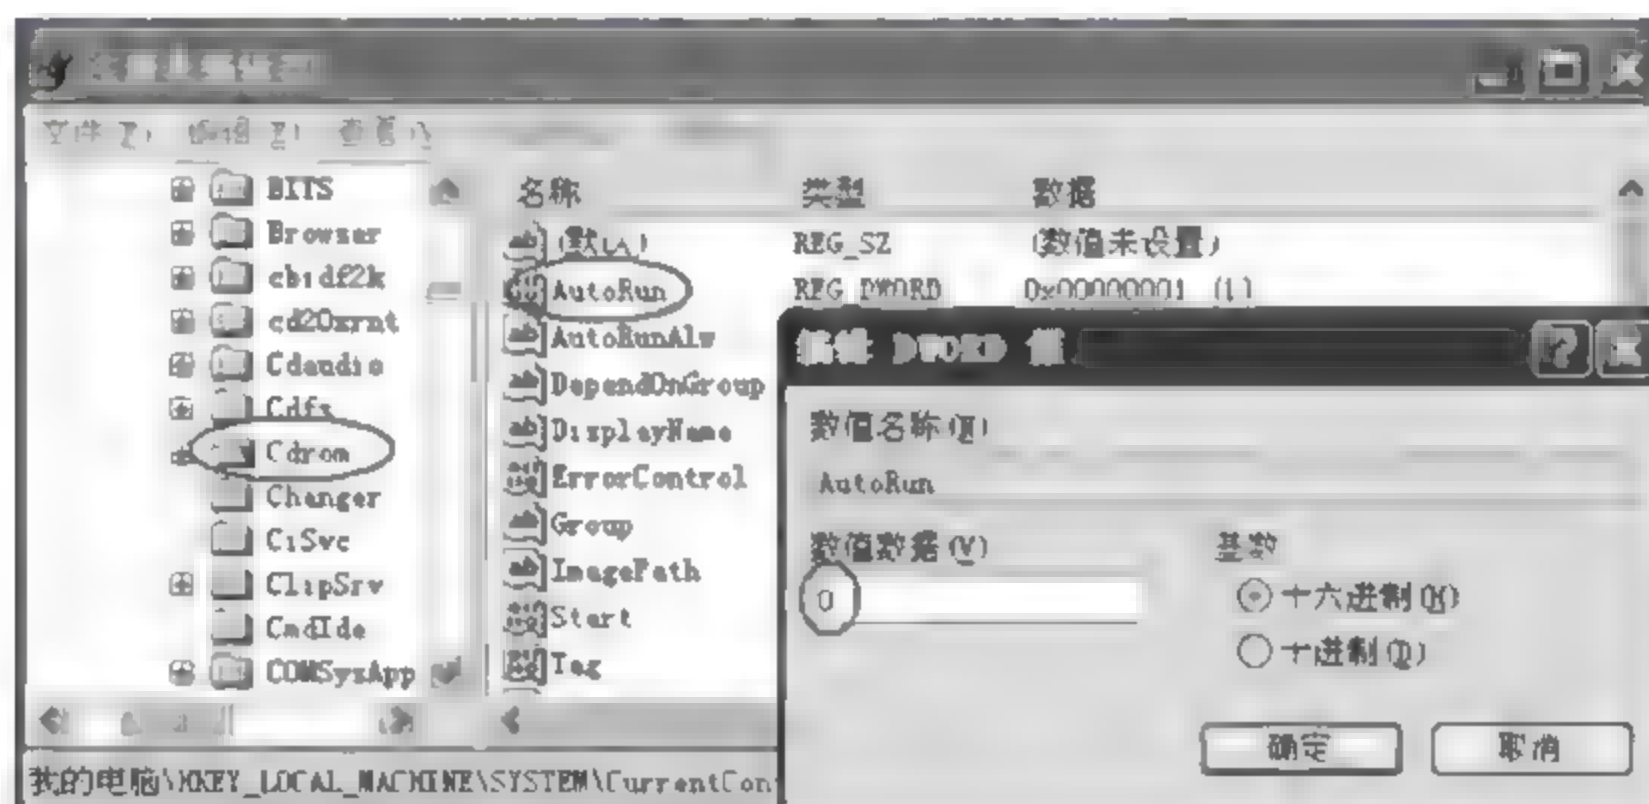 文件(F) 编辑(E) 查看(V)
BITS
Browser
cbidf2k
cd20xrnt
Cdaudio
Cdfs
Cdrom
Changer
CiSvc
ClipSrv
CmdIde
COMSysApp
名称 类型 数据
(默认) REG_SZ (数值未设置)
AutoRun REG_DWORD 0x00000001 (1)
AutoRunAlw
DependOnGroup
DisplayName
ErrorControl
Group
ImagePath
Start
Tag
编辑 DWORD 值
数值名称(N)
AutoRun
数值数据(V)
0
基数
十六进制(H)
十进制(D)
确定 取消
我的电脑\HKEY_LOCAL_MACHINE\SYSTEM\CurrentCon